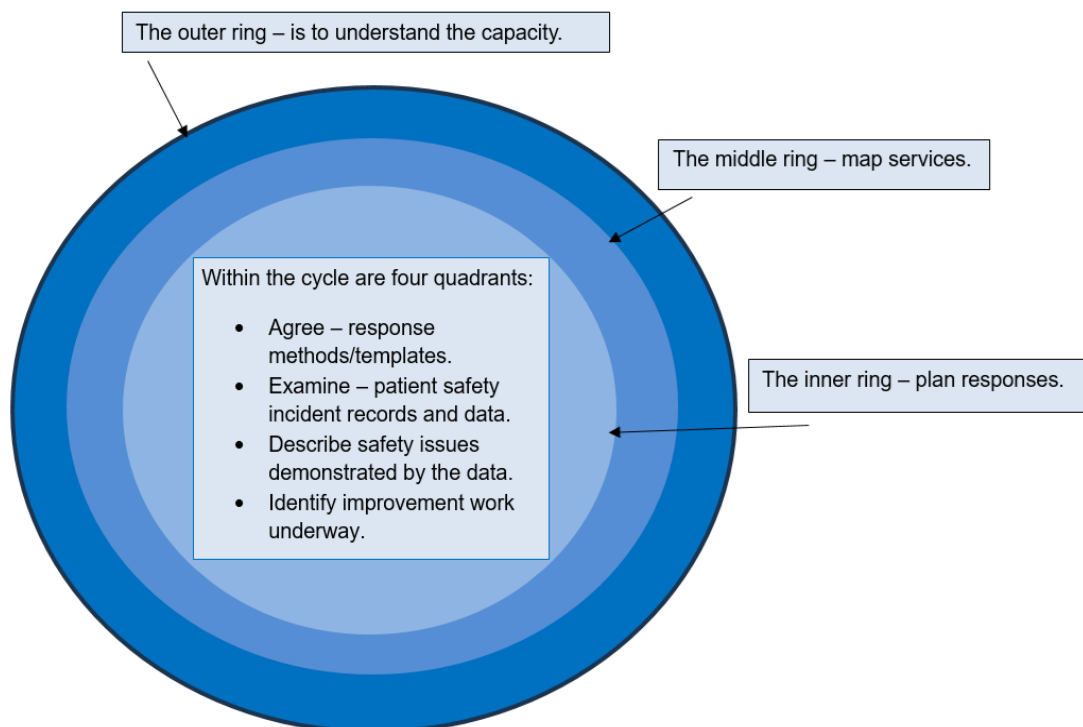 The outer ring – is to understand the capacity.
The middle ring – map services.
The inner ring – plan responses.
Within the cycle are four quadrants:
• Agree – response
methods/templates.
• Examine – patient safety
incident records and data.
• Describe safety issues
demonstrated by the data.
• Identify improvement work
underway.